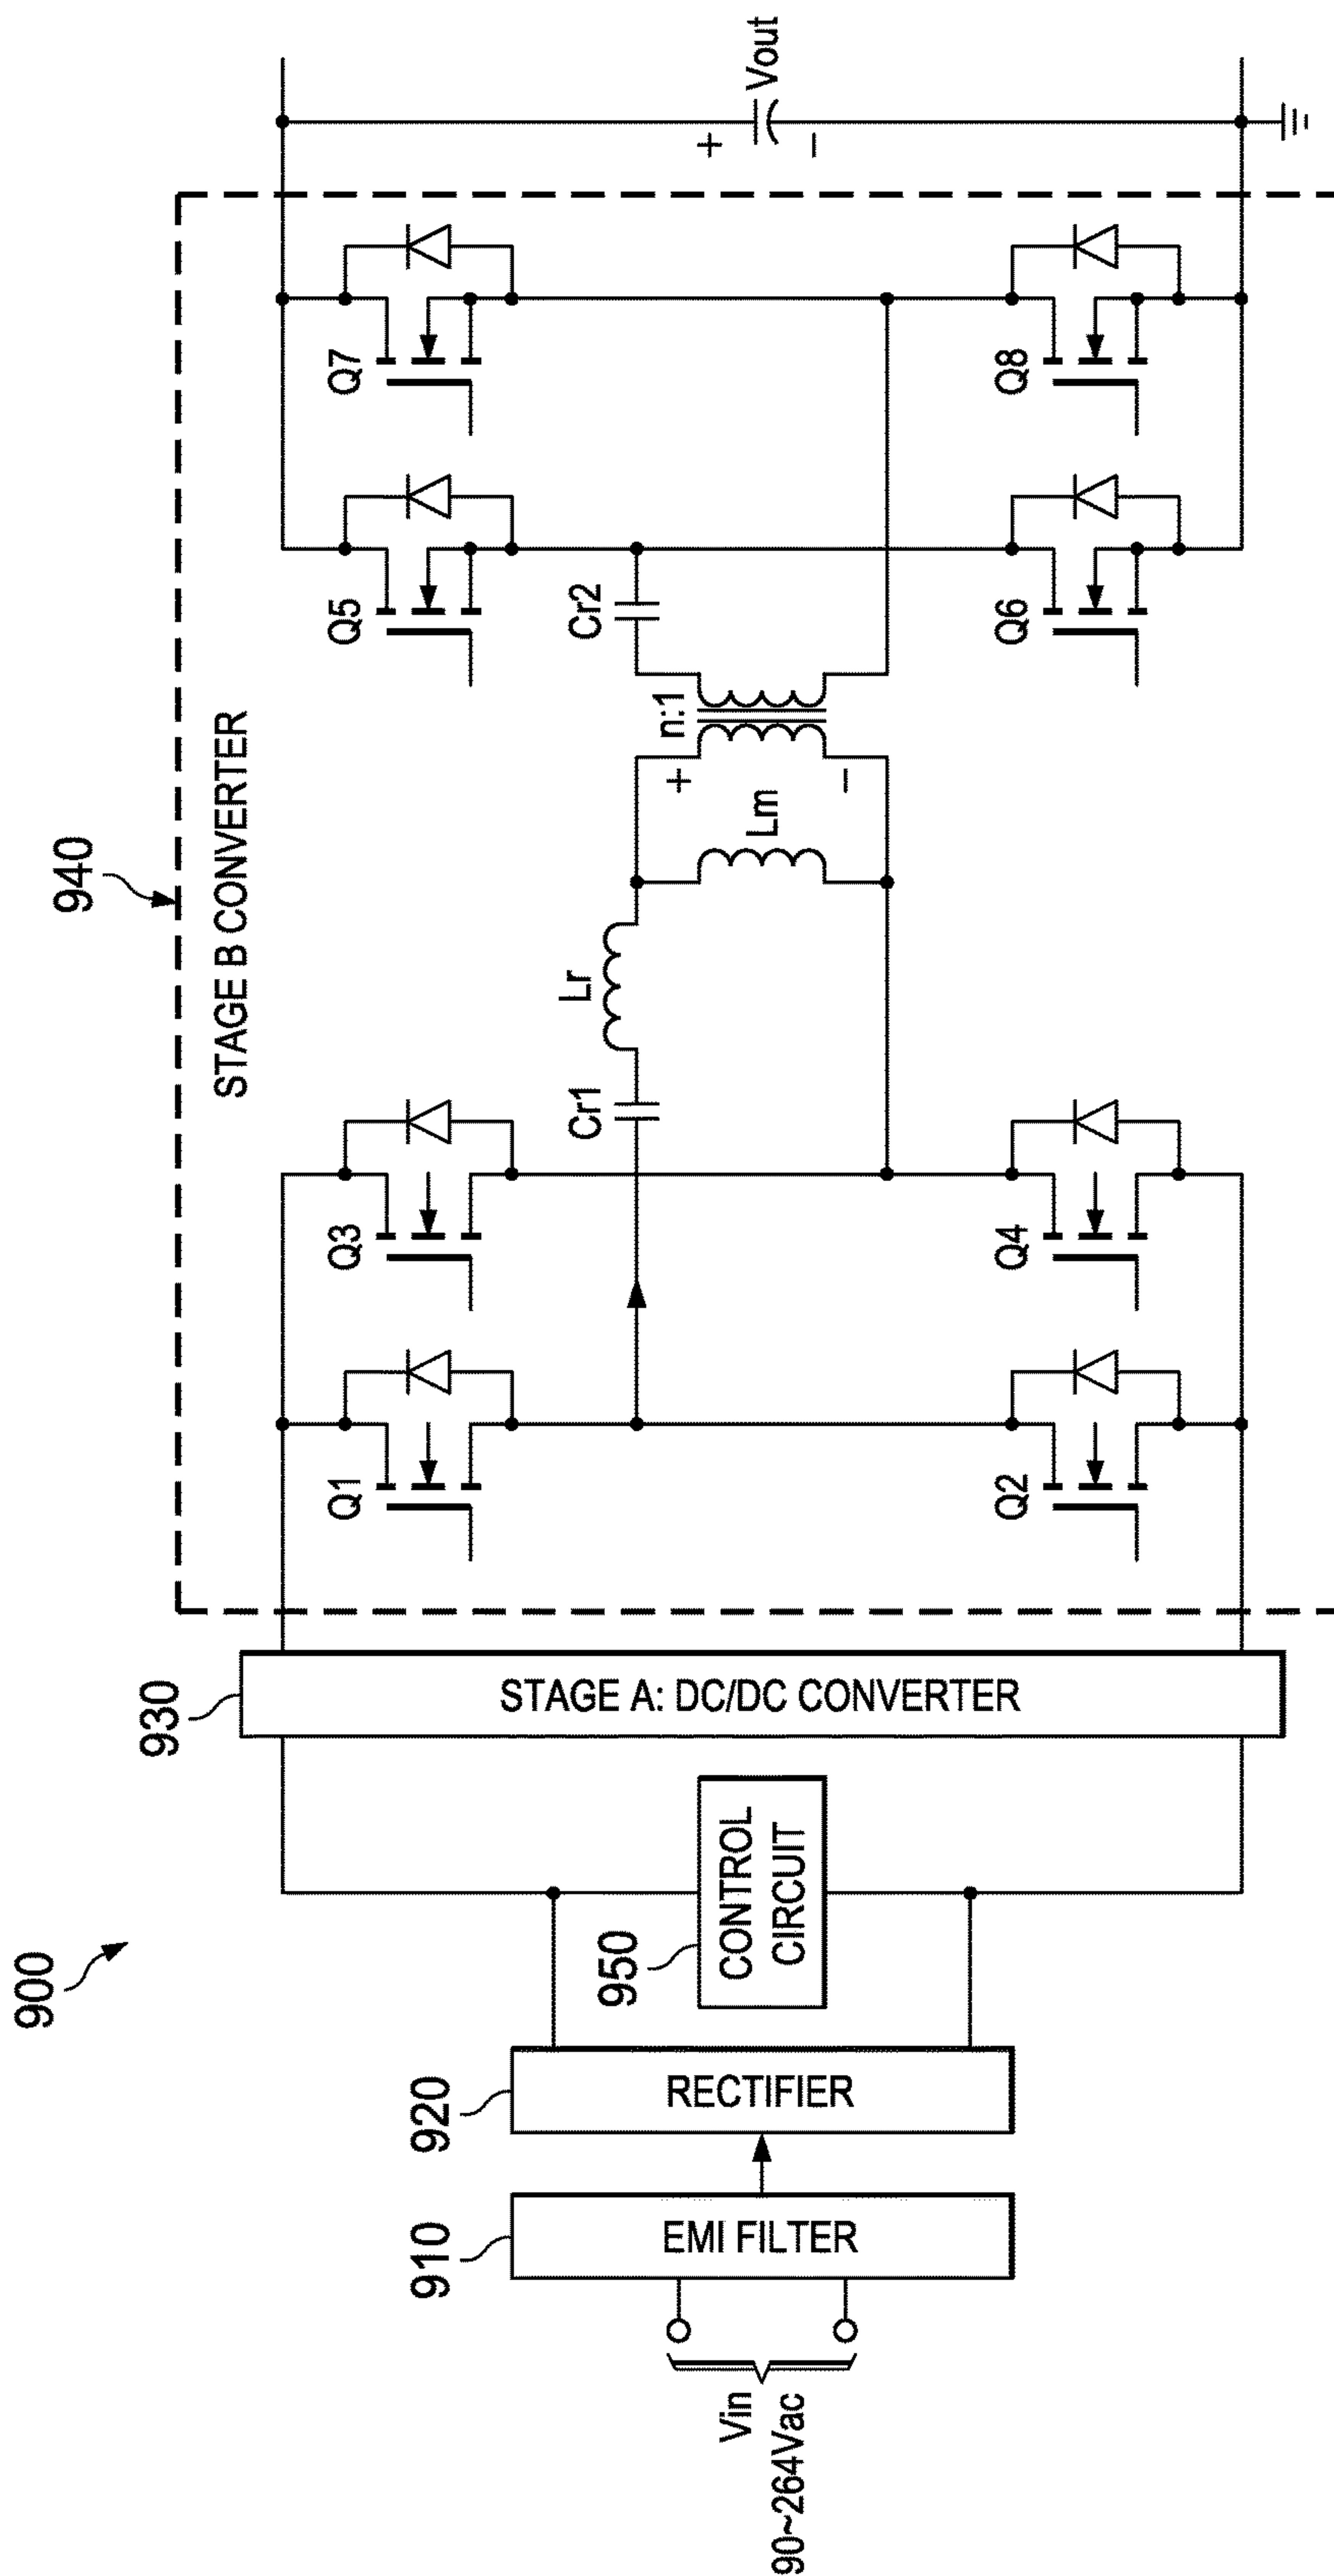 900
940
STAGE B CONVERTER
Vin
90~264Vac
910
EMI FILTER
920
RECTIFIER
950
CONTROL
CIRCUIT
930
STAGE A: DC/DC CONVERTER
Q1
Q3
Q2
Q4
Cr1
Lr
Lm
+
−
n:1
Cr2
Q5
Q7
Q6
Q8
+
−
Vout